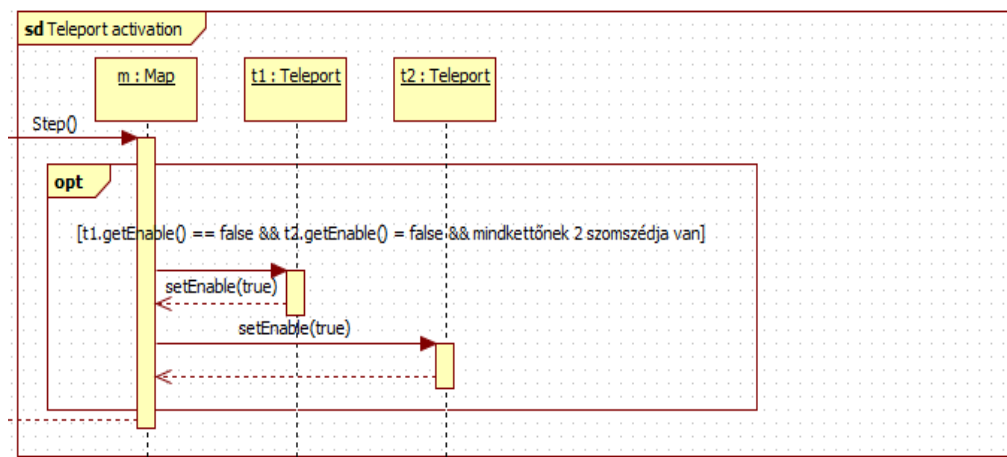 sd Teleport activation
m : Map
t1 : Teleport
t2 : Teleport
Step()
opt
[t1.getEnable() == false && t2.getEnable() = false && mindkettőnek 2 szomszédja van]
setEnable(true)
setEnable(true)